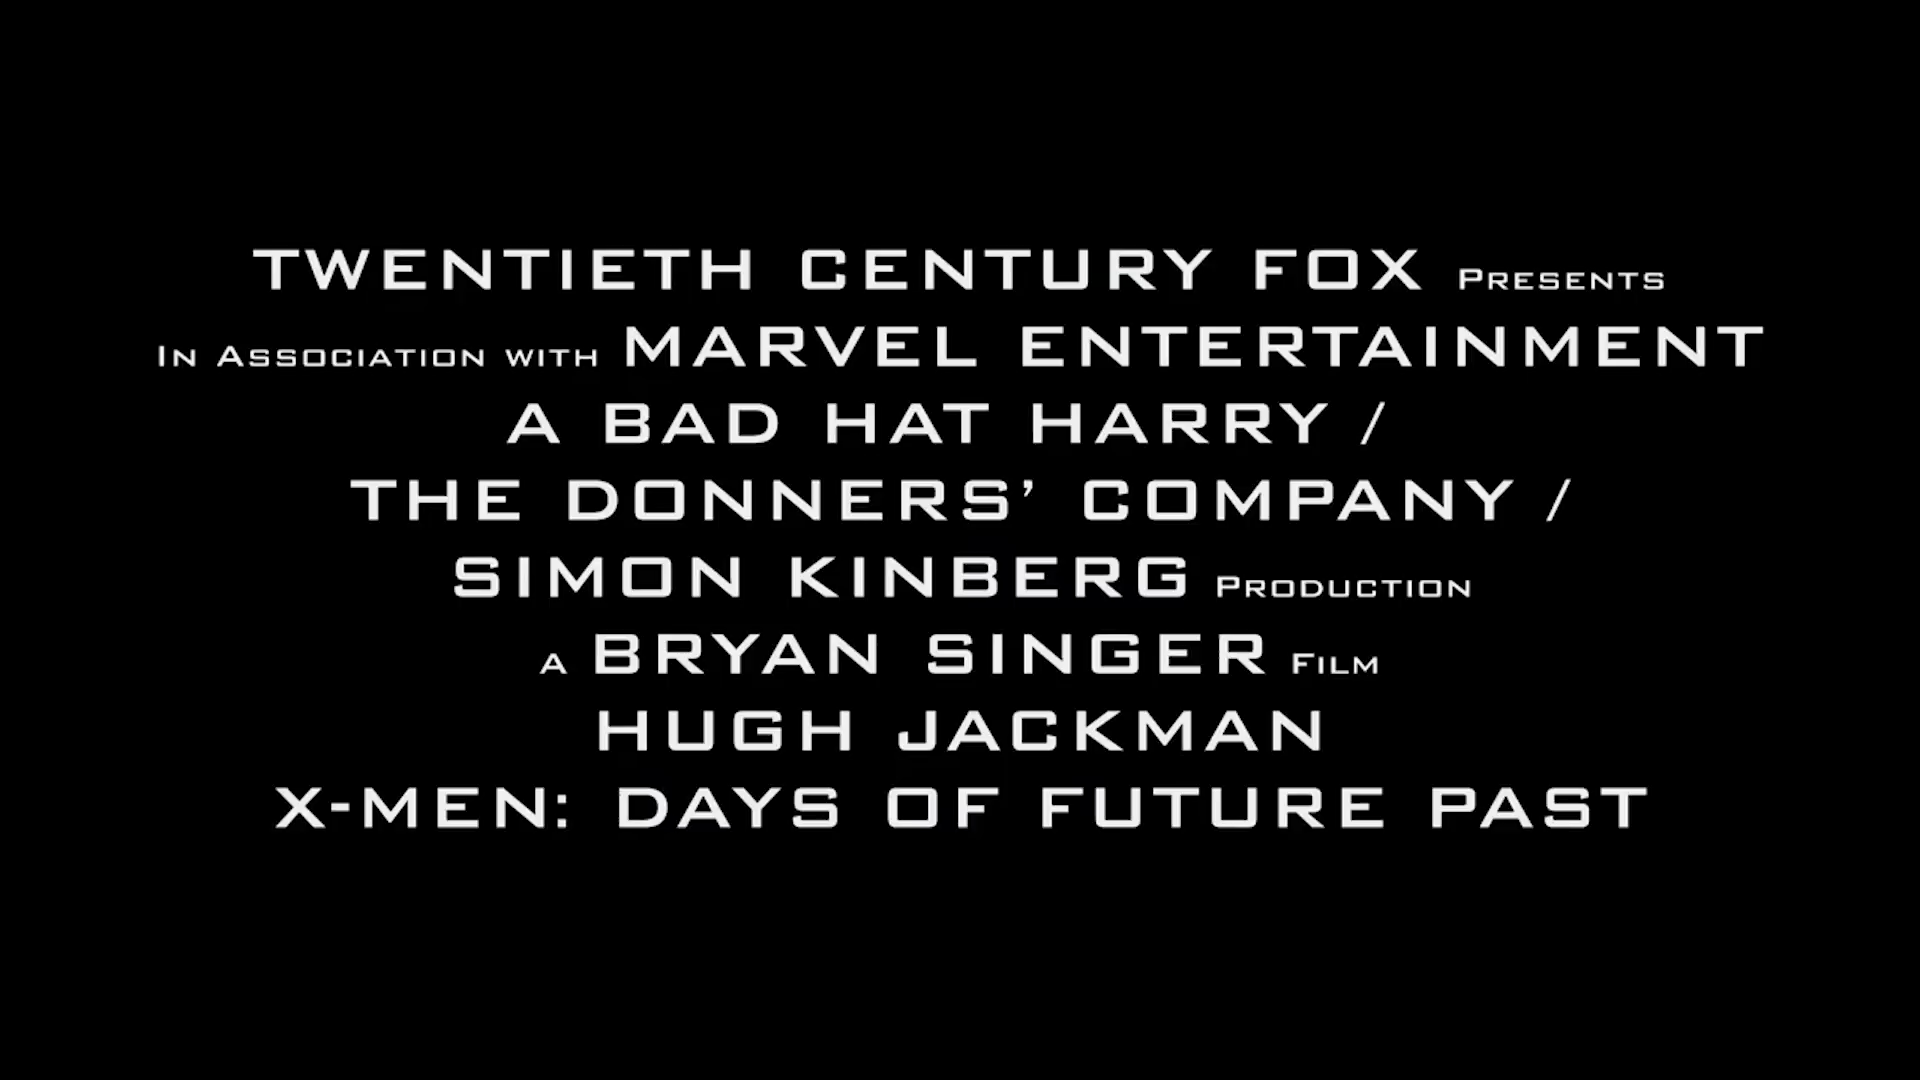 TWENTIETH CENTURY FOX PRESENTS
IN ASSOCIATION WITH MARVEL ENTERTAINMENT
A BAD HAT HARRY /
THE DONNERS’ COMPANY /
SIMON KINBERG PRODUCTION
A BRYAN SINGER FILM
HUGH JACKMAN
X-MEN: DAYS OF FUTURE PAST